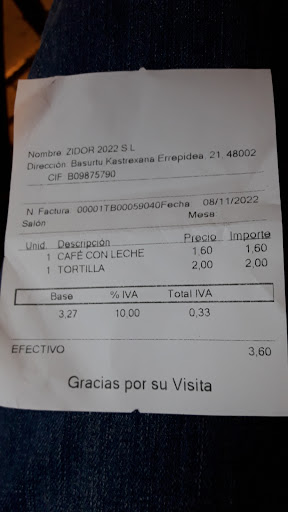 Nombre ZIDOR 2022 S.L
Dirección Basurtu Kastrexana Errepidea. 21. 48002
CIF B09875790
N Factura 00001TB00059040Fecha 08/11/2022
Salón Mesa
Unid. Descripción Precio Importe
1 CAFÉ CON LECHE 1,60 1,60
1 TORTILLA 2,00 2,00
Base % IVA Total IVA
3,27 10,00 0,33
EFECTIVO 3,60
Gracias por su Visita